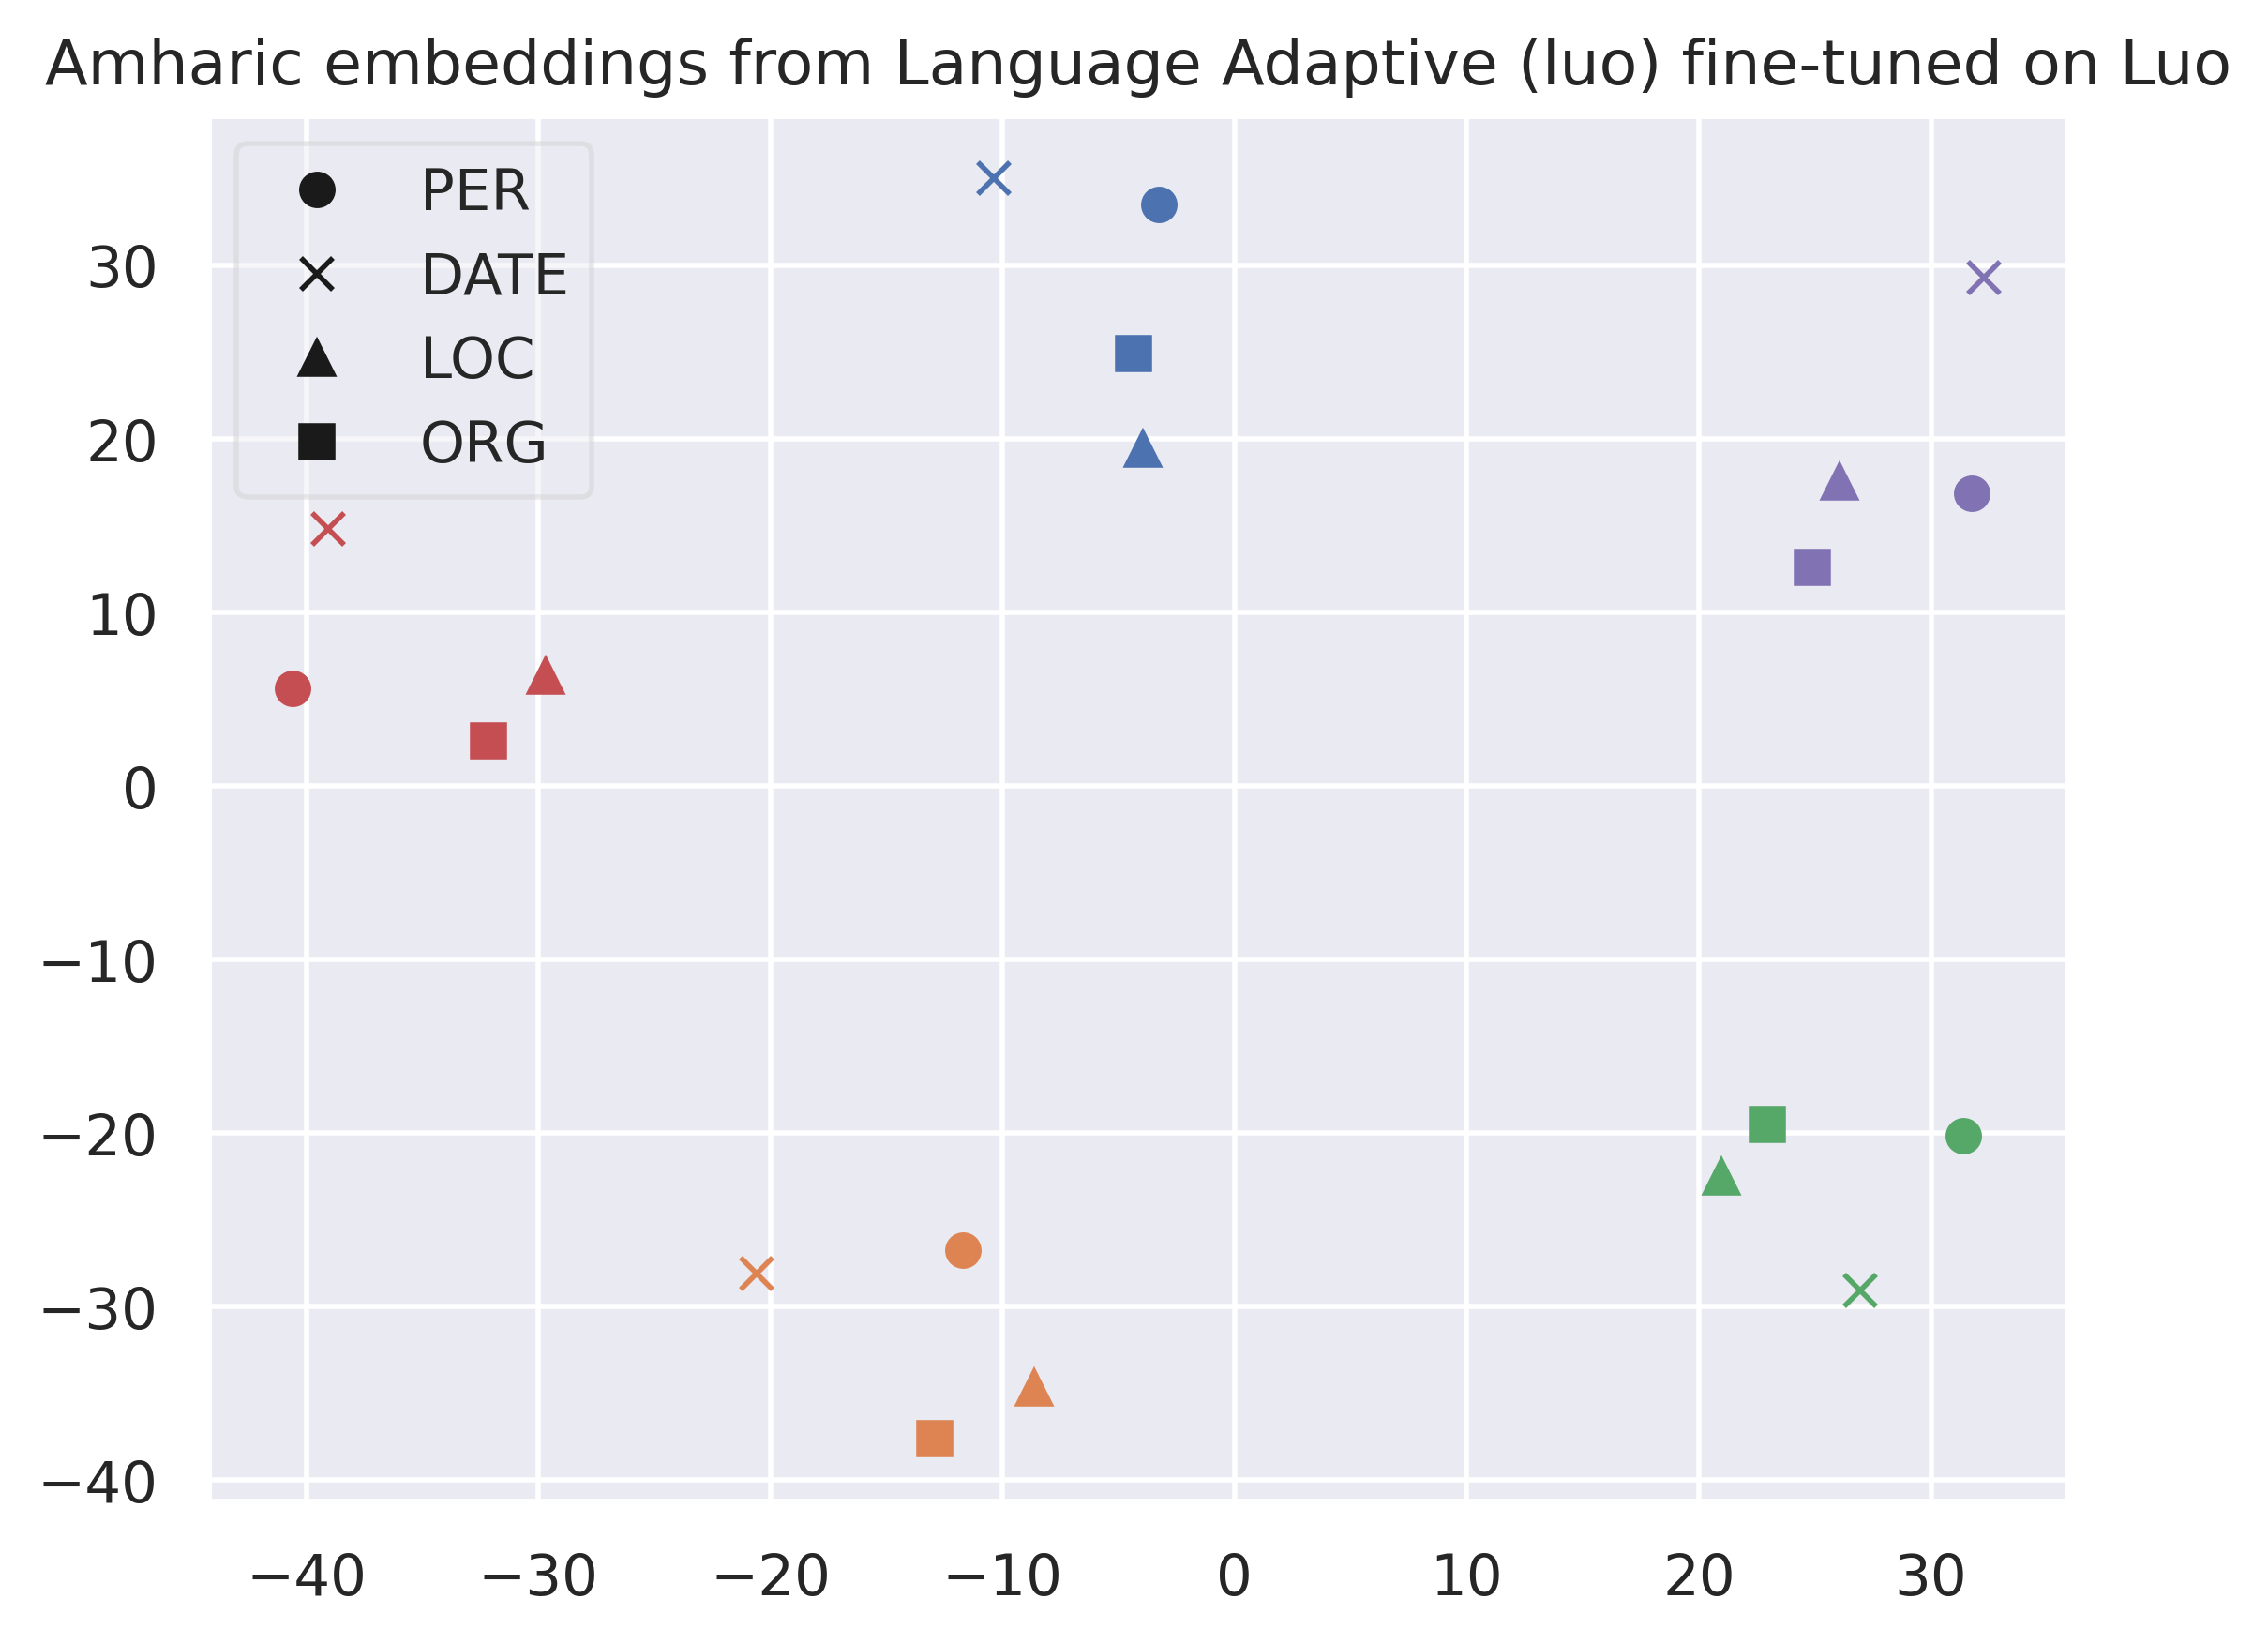 Amharic embeddings from Language Adaptive (luo) fine-tuned on Luo
PER
DATE
LOC
ORG
30
20
10
0
−10
−20
−30
−40
−40 −30 −20 −10 0 10 20 30